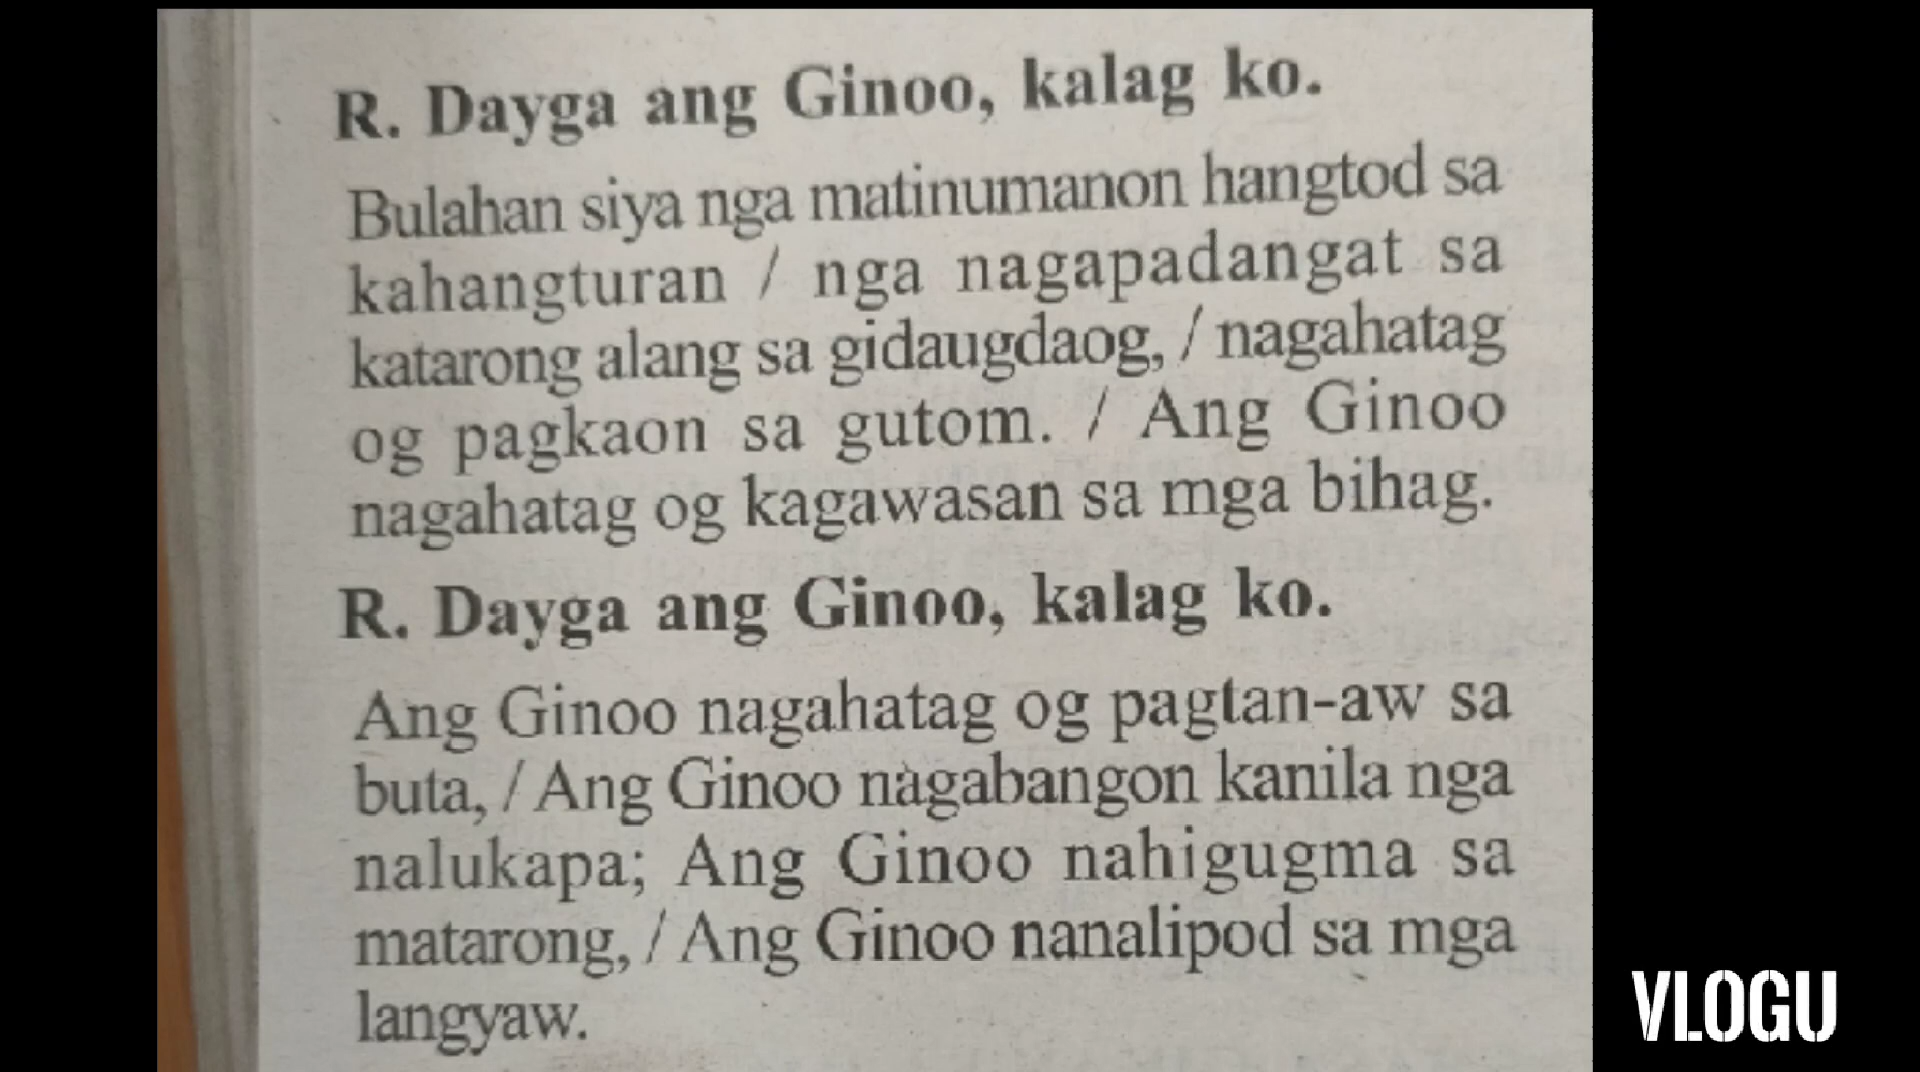 R. Dayga ang Ginoo, kalag ko.
Bulahan siya nga matinumanon hangtod sa
kahangturan / nga nagapadangat sa
katarong alang sa gidaugdaog, / nagahatag
og pagkaon sa gutom. / Ang Ginoo
nagahatag og kagawasan sa mga bihag.
R. Dayga ang Ginoo, kalag ko.
Ang Ginoo nagahatag og pagtan-aw sa
buta, / Ang Ginoo nagabangon kanila nga
nalukapa; Ang Ginoo nahigugma sa
matarong, / Ang Ginoo nanalipod sa mga
langyaw.
VLOGU